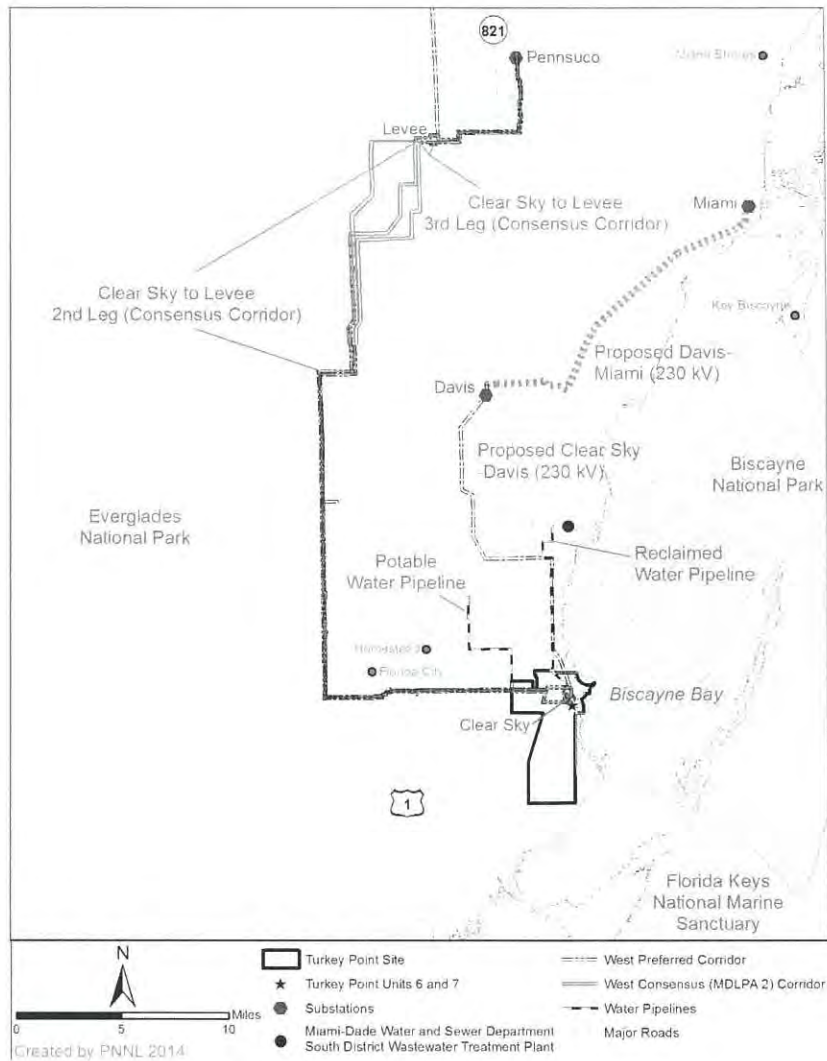 821
Pennsuco
Miami Shores
Levee
Clear Sky to Levee
3rd Leg (Consensus Corridor)
Miami
Clear Sky to Levee
2nd Leg (Consensus Corridor)
Key Biscayne
Proposed Davis-
Miami (230 kV)
Davis
Proposed Clear Sky
-Davis (230 kV)
Biscayne
National Park
Everglades
National Park
Potable
Water Pipeline
Reclaimed
Water Pipeline
Homestead
Florida City
Clear Sky
Biscayne Bay
1
Florida Keys
National Marine
Sanctuary
N
Miles
0 5 10
Created by PNNL 2014
Turkey Point Site
Turkey Point Units 6 and 7
Substations
Miami-Dade Water and Sewer Department
South District Wastewater Treatment Plant
West Preferred Corridor
West Consensus (MDLPA 2) Corridor
Water Pipelines
Major Roads